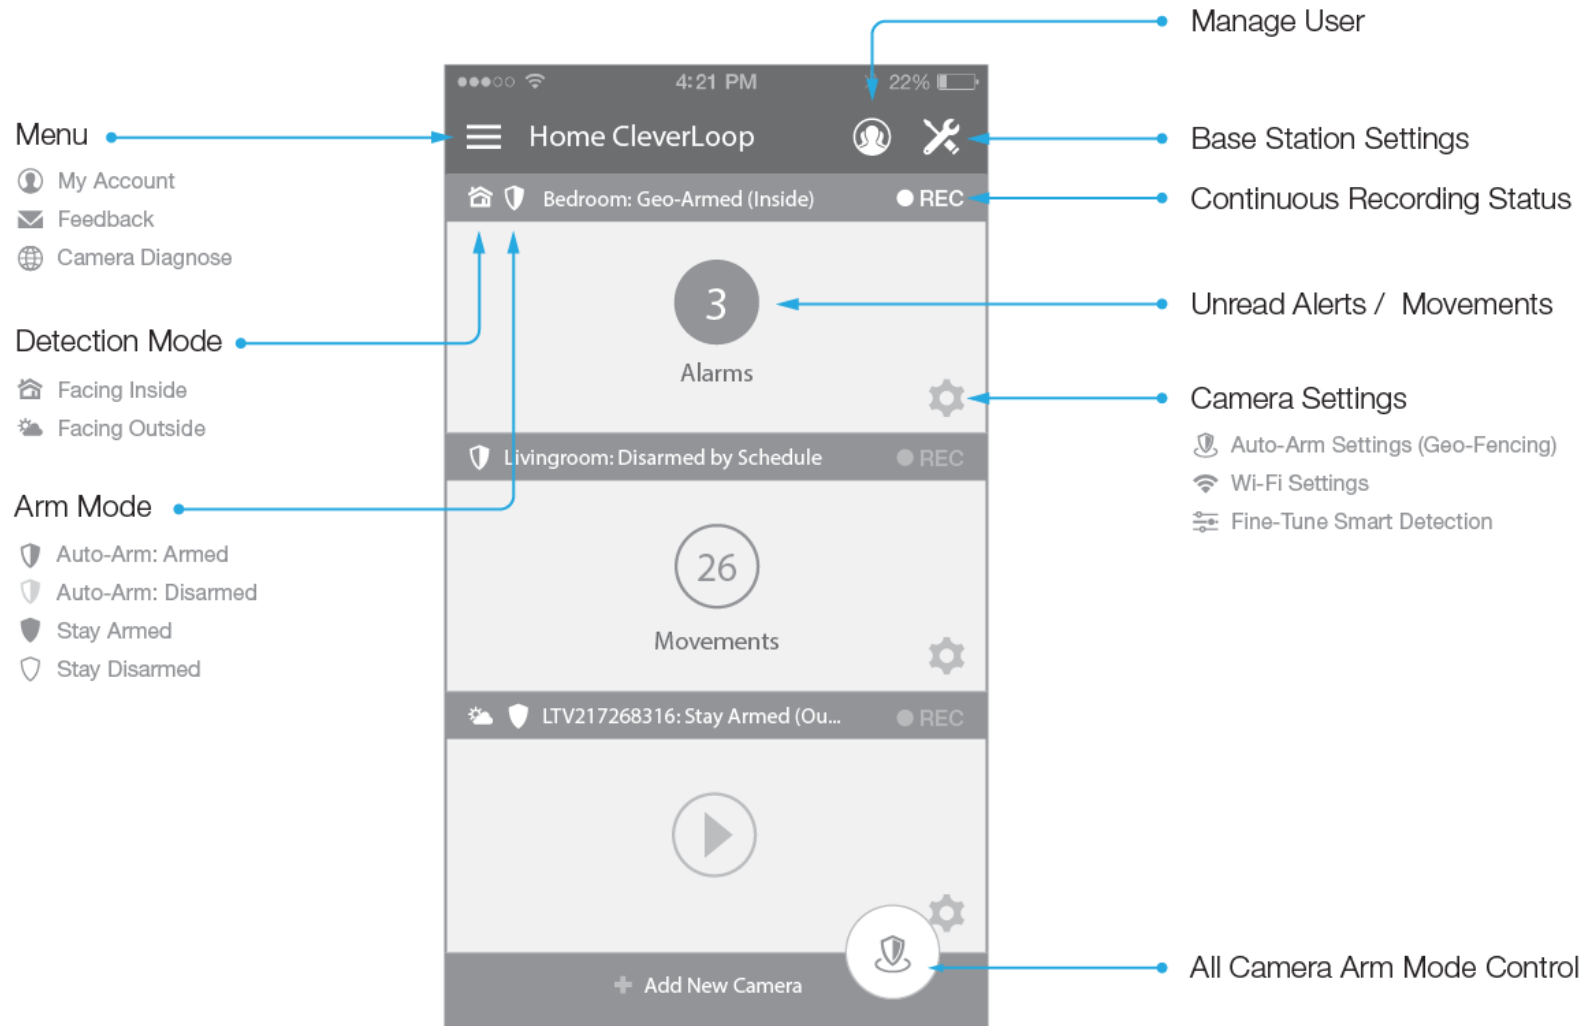 Manage User
4:21 PM
22%
Menu
Home CleverLoop
Base Station Settings
My Account
Feedback
Camera Diagnose
Bedroom: Geo-Armed (Inside)
REC
Continuous Recording Status
3
Alarms
Unread Alerts / Movements
Detection Mode
Facing Inside
Facing Outside
Camera Settings
Auto-Arm Settings (Geo-Fencing)
Wi-Fi Settings
Fine-Tune Smart Detection
Livingroom: Disarmed by Schedule
REC
Arm Mode
Auto-Arm: Armed
Auto-Arm: Disarmed
Stay Armed
Stay Disarmed
26
Movements
LTV217268316: Stay Armed (Ou...
REC
All Camera Arm Mode Control
Add New Camera